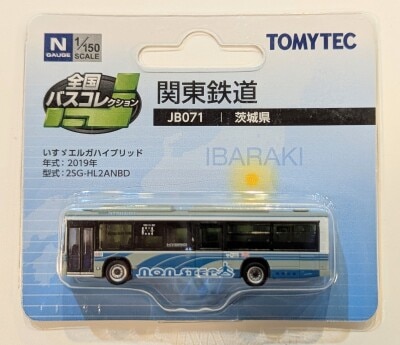 N
GAUGE
1/150
SCALE
TOMYTEC
全国
バスコレクション
関東鉄道
JB071 茨城県
いすゞエルガハイブリッド
年式：2019年
型式：2SG-HL2ANBD
IBARAKI
NONSTEP